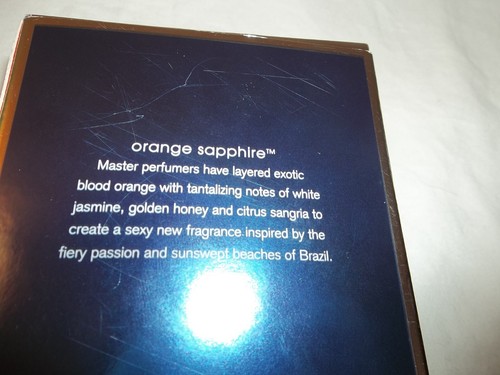 orange sapphire™
Master perfumers have layered exotic
blood orange with tantalizing notes of white
jasmine, golden honey and citrus sangria to
create a sexy new fragrance inspired by the
fiery passion and sunswept beaches of Brazil.